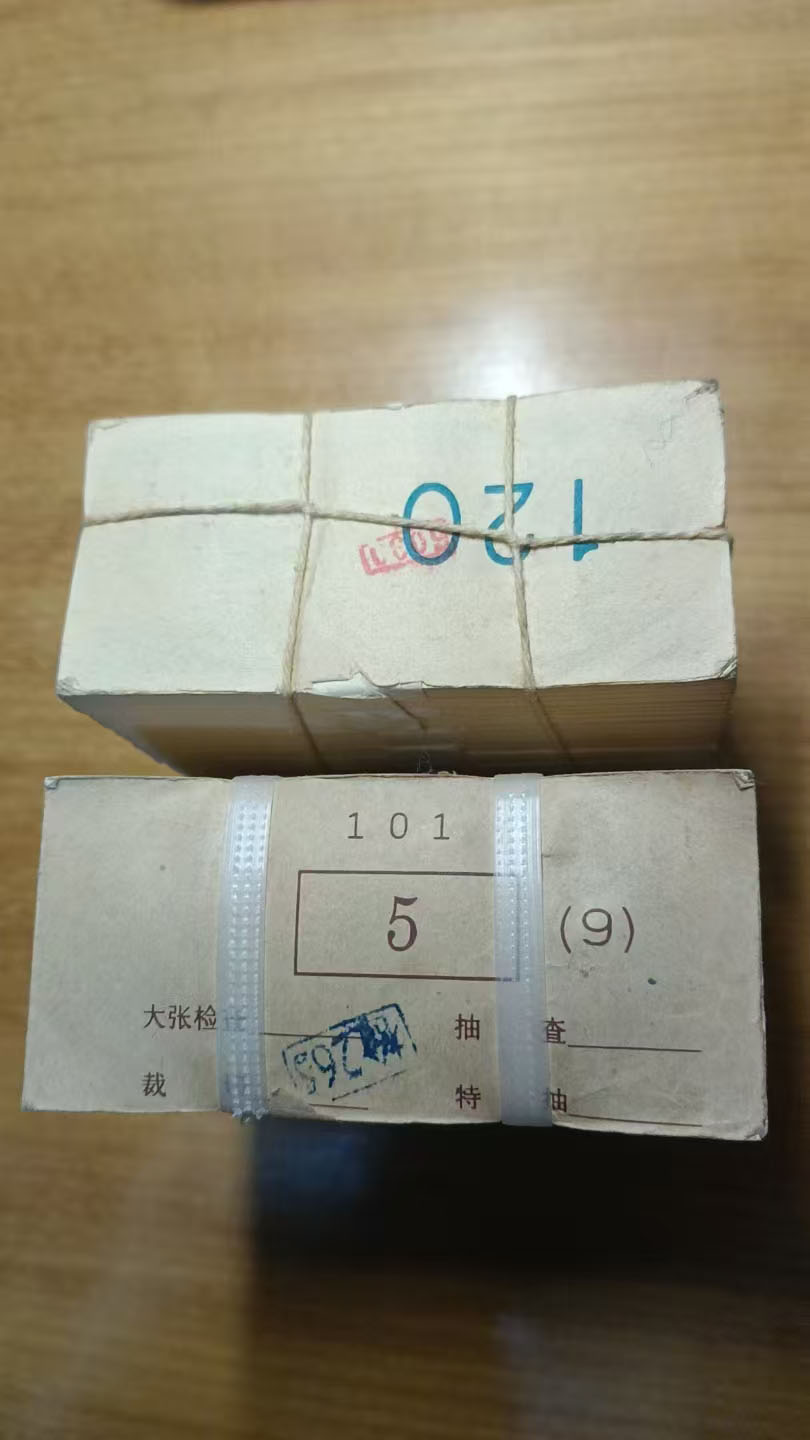 120
101
5 (9)
大张检 抽 查
裁 特 抽